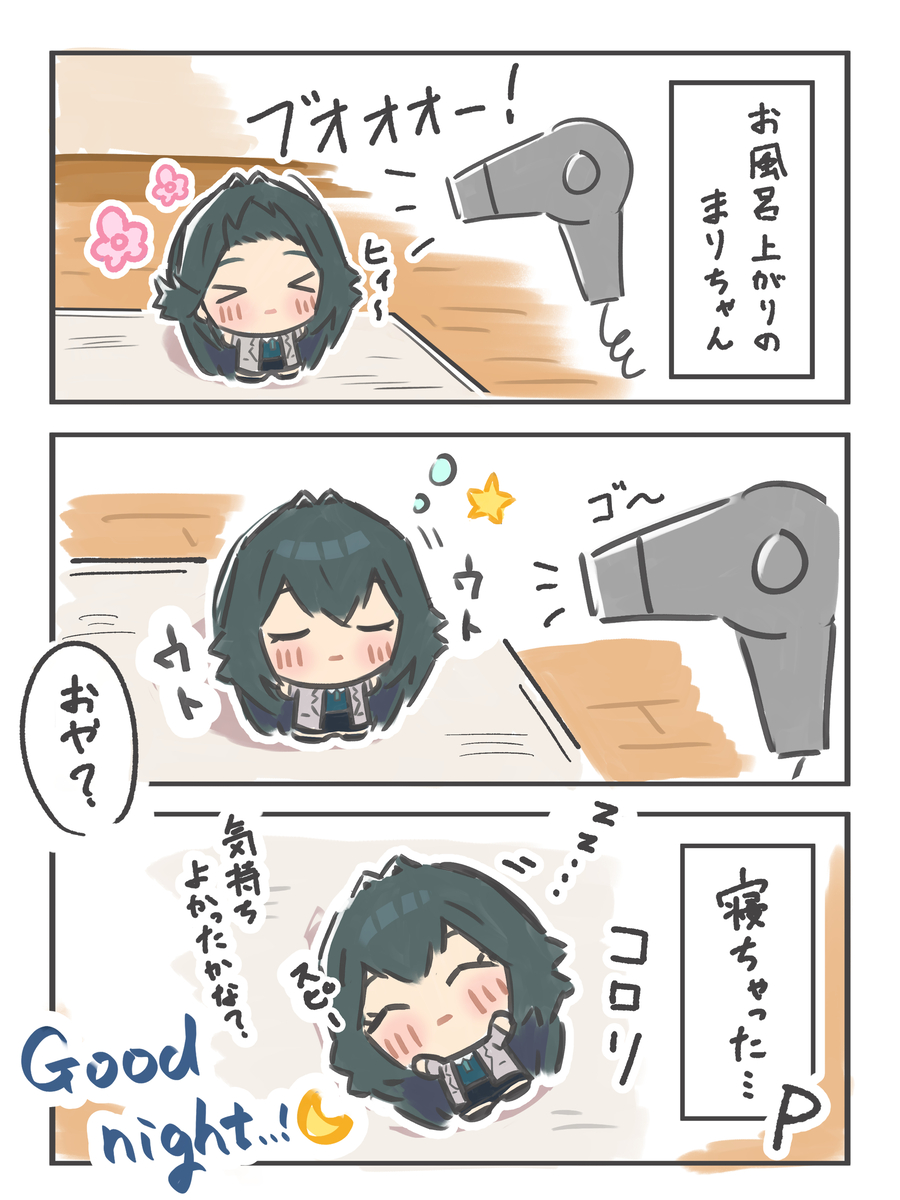 お風呂上がりの
まりちゃん
ブオオオー!
ヒィ~
ゴ~
ウト
ウト
おや?
寝ちゃった…
zzz…
コロリ
スピー
気持ち
よかったかな?
Good
night..!
P